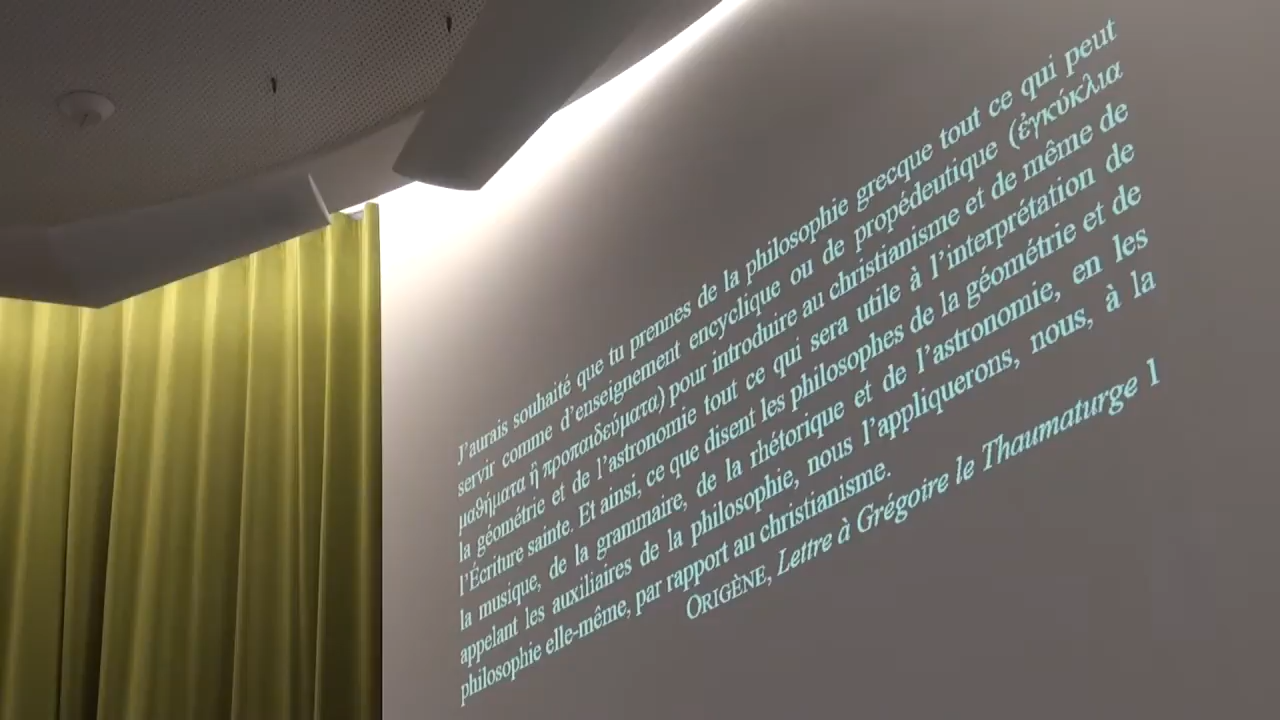 J’aurais souhaité que tu prennes de la philosophie grecque tout ce qui peut
servir comme d’enseignement encyclique ou de propédeutique (ἐγκύκλια
μαθήματα ἢ προπαιδεύματα) pour introduire au christianisme et de même de
la géométrie et de l’astronomie tout ce qui sera utile à l’interprétation de
l’Écriture sainte. Et ainsi, ce que disent les philosophes de la géométrie et de
la musique, de la grammaire, de la rhétorique et de l’astronomie, en les
appelant les auxiliaires de la philosophie, nous l’appliquerons, nous, à la
philosophie elle-même, par rapport au christianisme.
ORIGÈNE, Lettre à Grégoire le Thaumaturge 1